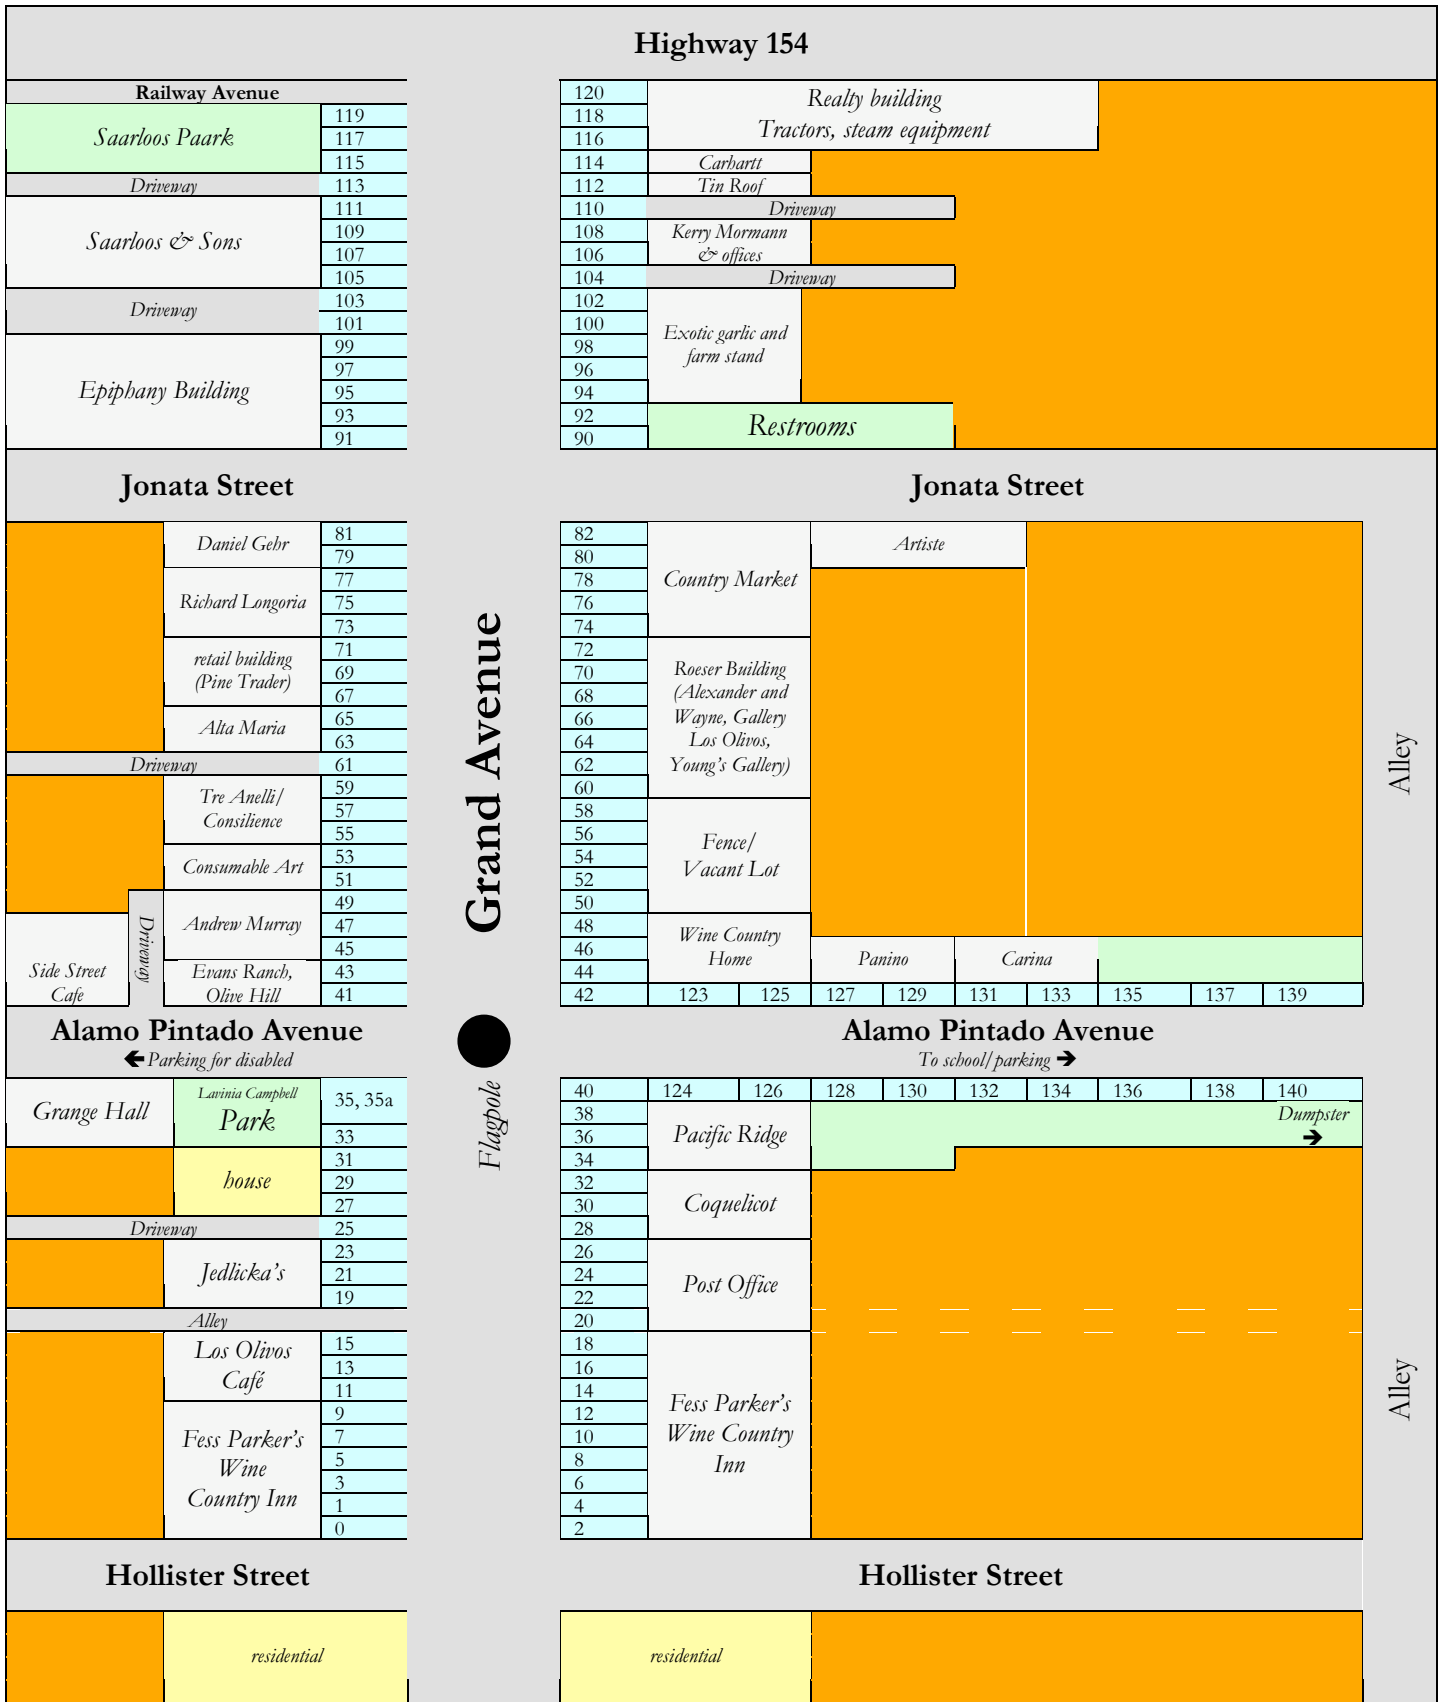 Highway 154
Railway Avenue
Saarloos Paark
119
117
115
Driveway
113
Saarloos & Sons
111
109
107
105
Driveway
103
101
Epiphany Building
99
97
95
93
91
120
118
116
Realty building
Tractors, steam equipment
114
Carhartt
112
Tin Roof
110
Driveway
108
106
Kerry Mormann
& offices
104
Driveway
102
100
98
96
94
Exotic garlic and
farm stand
92
90
Restrooms
Jonata Street
Jonata Street
Daniel Gehr
81
79
Richard Longoria
77
75
73
retail building
(Pine Trader)
71
69
67
Alta Maria
65
63
Driveway
61
Tre Anelli/
Consilience
59
57
55
Consumable Art
53
51
Andrew Murray
49
47
45
Driveway
Side Street
Cafe
Evans Ranch,
Olive Hill
43
41
Grand Avenue
82
80
78
76
74
Country Market
Artiste
72
70
68
66
64
62
60
Roeser Building
(Alexander and
Wayne, Gallery
Los Olivos,
Young's Gallery)
58
56
54
52
50
Fence/
Vacant Lot
48
46
44
42
Wine Country
Home
Panino
Carina
123
125
127
129
131
133
135
137
139
Alley
Alamo Pintado Avenue
🡸 Parking for disabled
Alamo Pintado Avenue
To school/parking 🡺
Flagpole
Grange Hall
Lavinia Campbell
Park
35, 35a
33
house
31
29
27
Driveway
25
Jedlicka's
23
21
19
Alley
Los Olivos
Café
15
13
11
Fess Parker's
Wine
Country Inn
9
7
5
3
1
0
40
124
126
128
130
132
134
136
138
140
38
36
34
Pacific Ridge
Dumpster
🡺
32
30
28
Coquelicot
26
24
22
20
Post Office
18
16
14
12
10
8
6
4
2
Fess Parker's
Wine Country
Inn
Alley
Hollister Street
Hollister Street
residential
residential